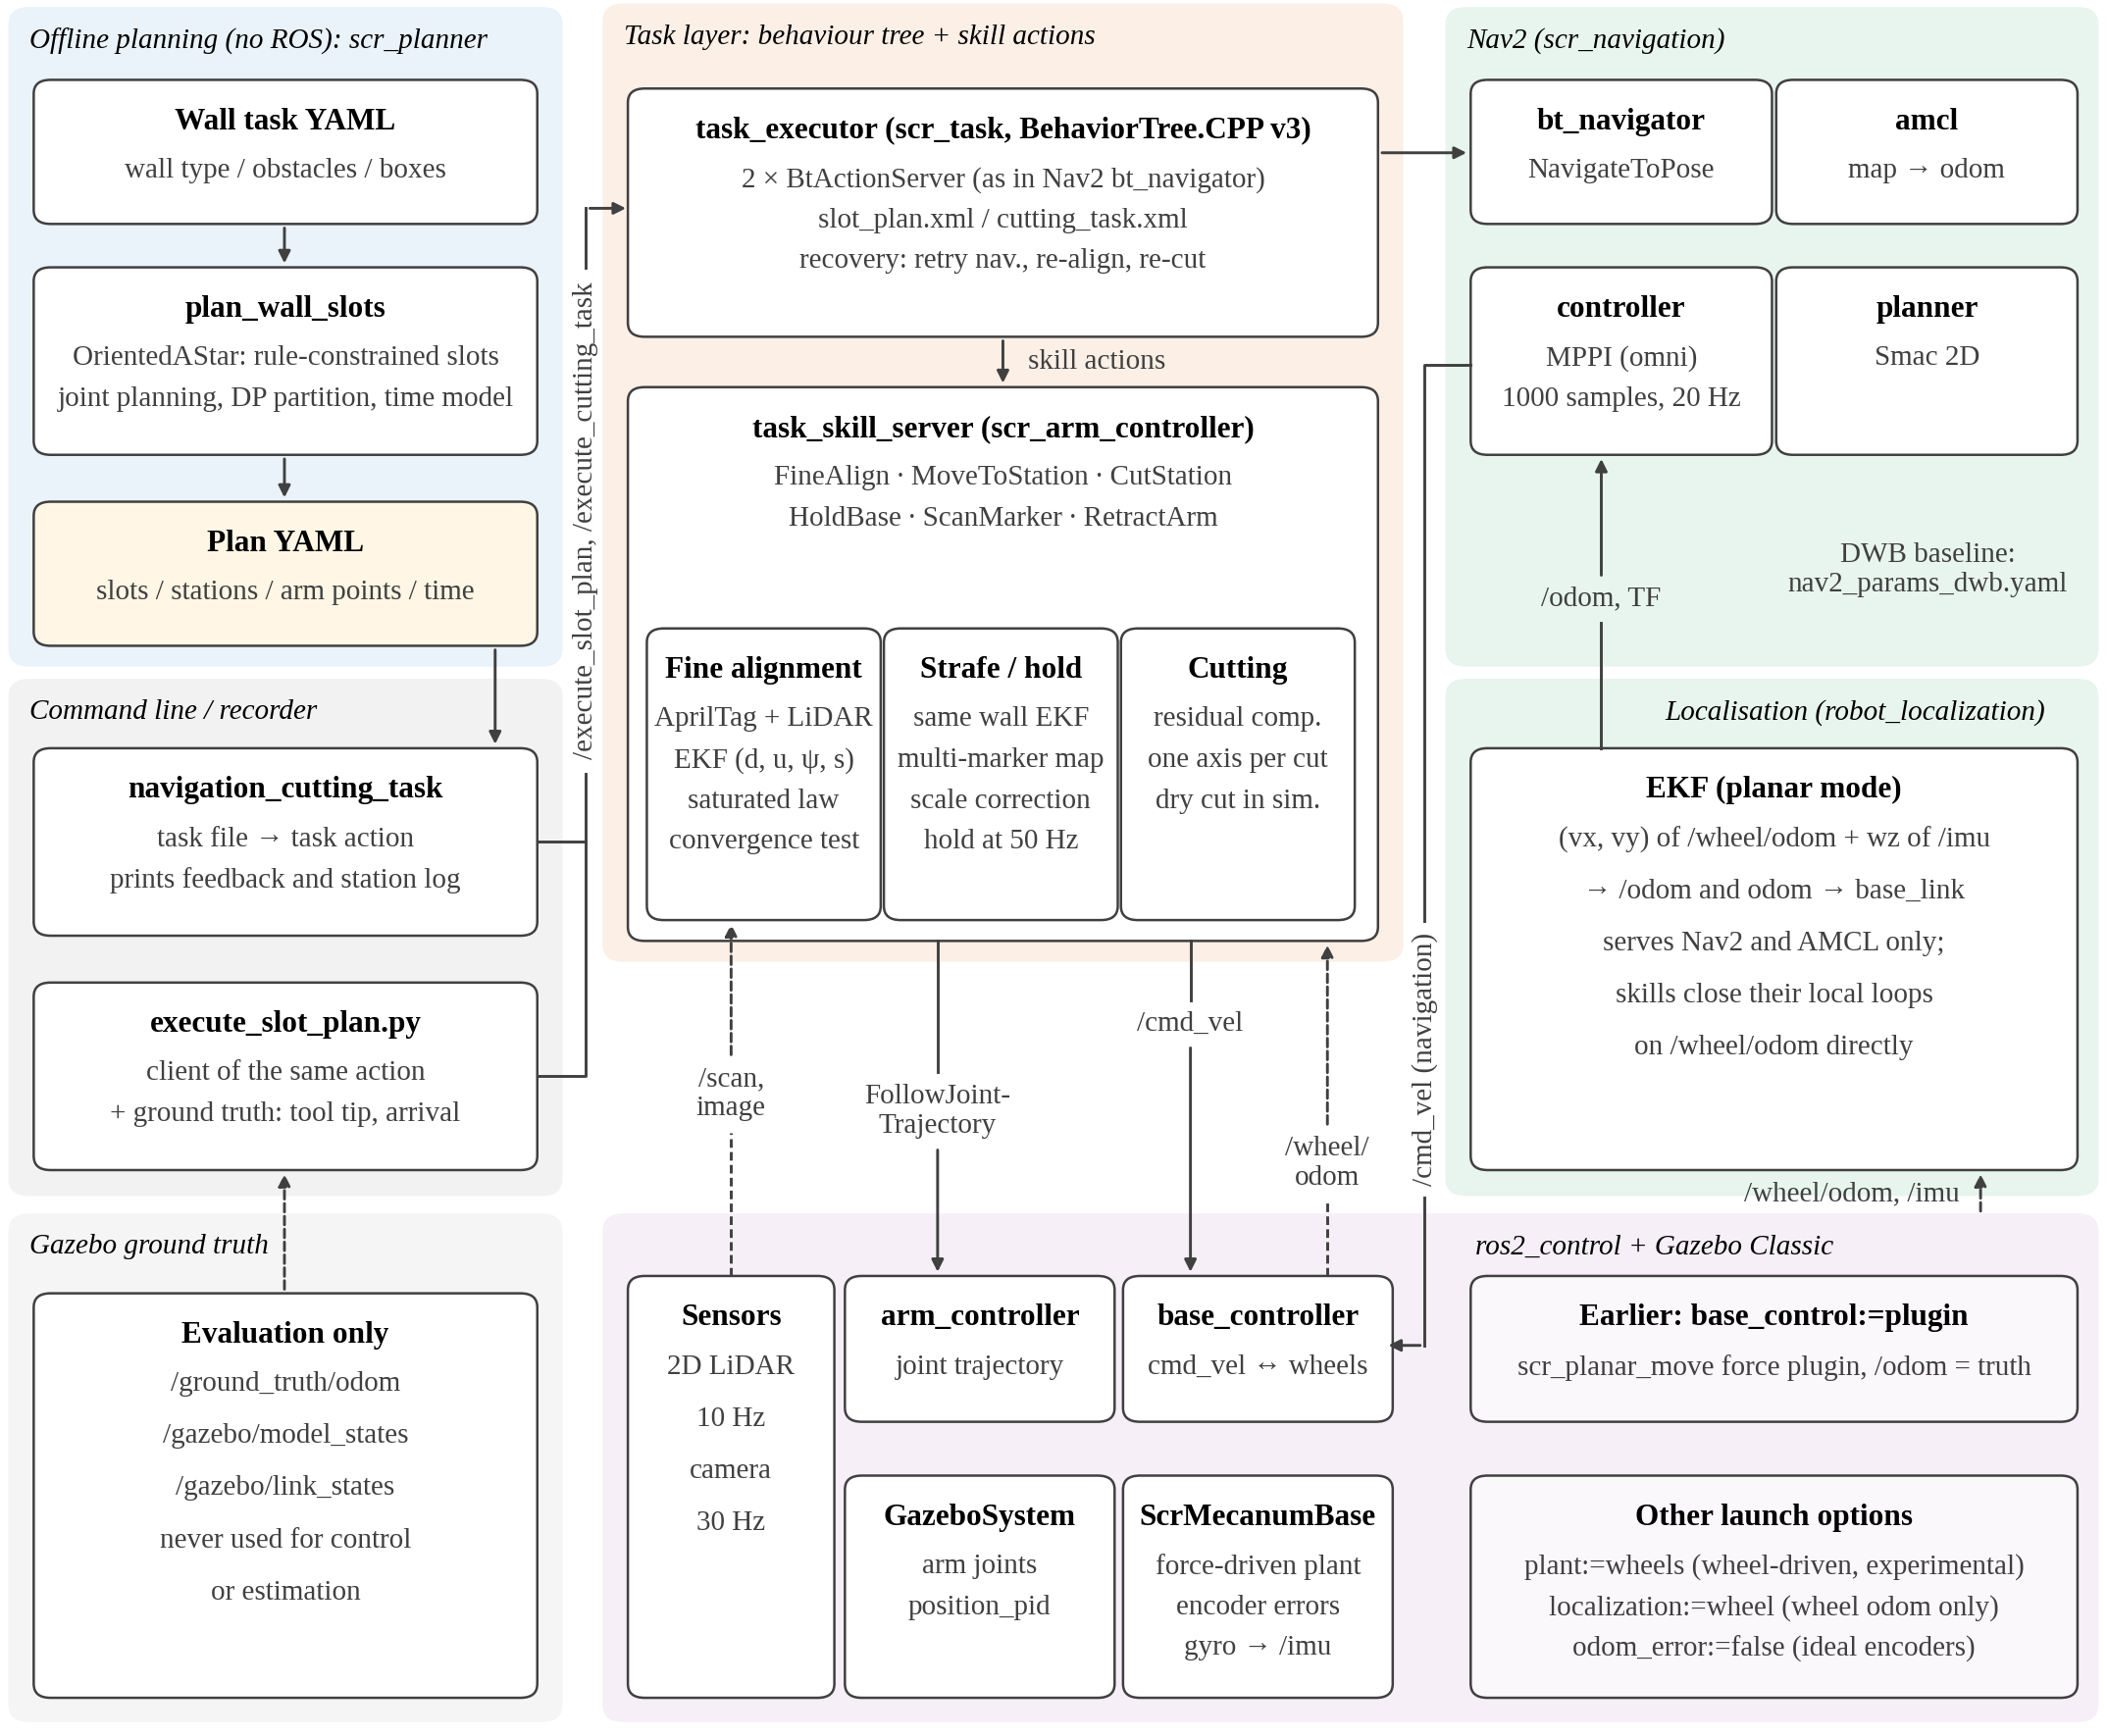 Offline planning (no ROS): scr_planner
Wall task YAML
wall type / obstacles / boxes
plan_wall_slots
OrientedAStar: rule-constrained slots
joint planning, DP partition, time model
Plan YAML
slots / stations / arm points / time
Command line / recorder
navigation_cutting_task
task file → task action
prints feedback and station log
execute_slot_plan.py
client of the same action
+ ground truth: tool tip, arrival
Gazebo ground truth
Evaluation only
/ground_truth/odom
/gazebo/model_states
/gazebo/link_states
never used for control
or estimation
/execute_slot_plan, /execute_cutting_task
Task layer: behaviour tree + skill actions
task_executor (scr_task, BehaviorTree.CPP v3)
2 × BtActionServer (as in Nav2 bt_navigator)
slot_plan.xml / cutting_task.xml
recovery: retry nav., re-align, re-cut
skill actions
task_skill_server (scr_arm_controller)
FineAlign · MoveToStation · CutStation
HoldBase · ScanMarker · RetractArm
Fine alignment
AprilTag + LiDAR
EKF (d, u, ψ, s)
saturated law
convergence test
Strafe / hold
same wall EKF
multi-marker map
scale correction
hold at 50 Hz
Cutting
residual comp.
one axis per cut
dry cut in sim.
/scan,
image
FollowJoint-
Trajectory
/cmd_vel
/wheel/
odom
/cmd_vel (navigation)
Nav2 (scr_navigation)
bt_navigator
NavigateToPose
amcl
map → odom
controller
MPPI (omni)
1000 samples, 20 Hz
planner
Smac 2D
DWB baseline:
nav2_params_dwb.yaml
/odom, TF
Localisation (robot_localization)
EKF (planar mode)
(vx, vy) of /wheel/odom + wz of /imu
→ /odom and odom → base_link
serves Nav2 and AMCL only;
skills close their local loops
on /wheel/odom directly
/wheel/odom, /imu
ros2_control + Gazebo Classic
Sensors
2D LiDAR
10 Hz
camera
30 Hz
arm_controller
joint trajectory
base_controller
cmd_vel ↔ wheels
GazeboSystem
arm joints
position_pid
ScrMecanumBase
force-driven plant
encoder errors
gyro → /imu
Earlier: base_control:=plugin
scr_planar_move force plugin, /odom = truth
Other launch options
plant:=wheels (wheel-driven, experimental)
localization:=wheel (wheel odom only)
odom_error:=false (ideal encoders)